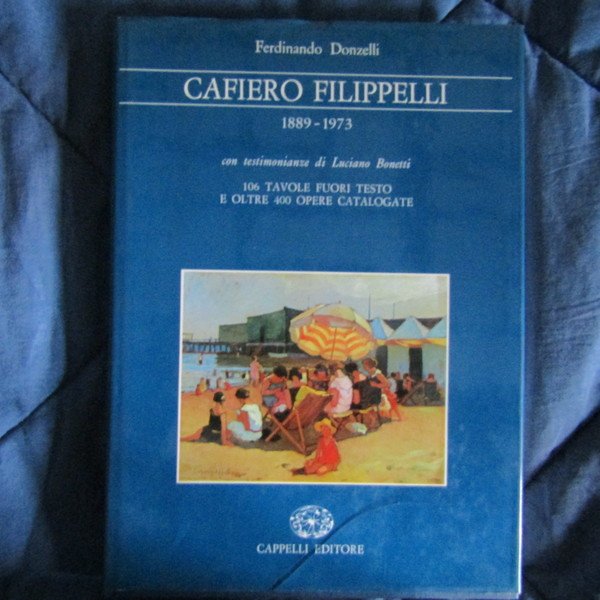 Ferdinando Donzelli
CAFIERO FILIPPELLI
1889-1973
con testimonianze di Luciano Bonetti
106 TAVOLE FUORI TESTO
E OLTRE 400 OPERE CATALOGATE
CAPPELLI EDITORE